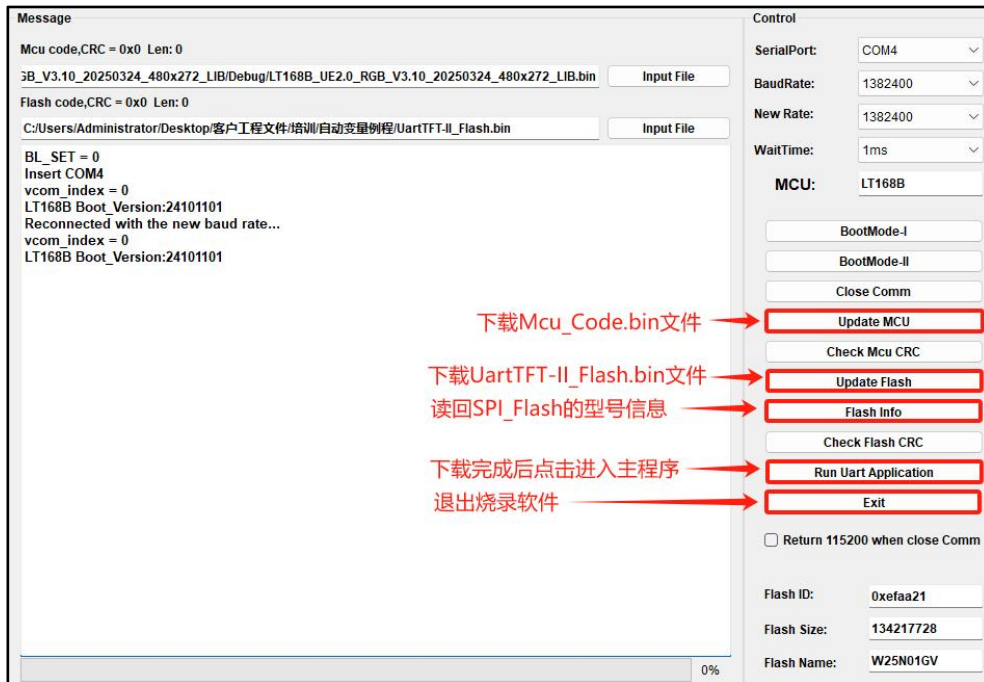 Message
Mcu code,CRC = 0x0 Len: 0
GB_V3.10_20250324_480x272_LIB/Debug/LT168B_UE2.0_RGB_V3.10_20250324_480x272_LIB.bin
Input File
Flash code,CRC = 0x0 Len: 0
C:/Users/Administrator/Desktop/客户工程文件/培训/自动变量例程/UartTFT-II_Flash.bin
Input File
BL_SET = 0
Insert COM4
vcom_index = 0
LT168B Boot_Version:24101101
Reconnected with the new baud rate...
vcom_index = 0
LT168B Boot_Version:24101101
下载Mcu_Code.bin文件
下载UartTFT-II_Flash.bin文件
读回SPI_Flash的型号信息
下载完成后点击进入主程序
退出烧录软件
0%
Control
SerialPort: COM4
BaudRate: 1382400
New Rate: 1382400
WaitTime: 1ms
MCU: LT168B
BootMode-I
BootMode-II
Close Comm
Update MCU
Check Mcu CRC
Update Flash
Flash Info
Check Flash CRC
Run Uart Application
Exit
Return 115200 when close Comm
Flash ID: 0xefaa21
Flash Size: 134217728
Flash Name: W25N01GV